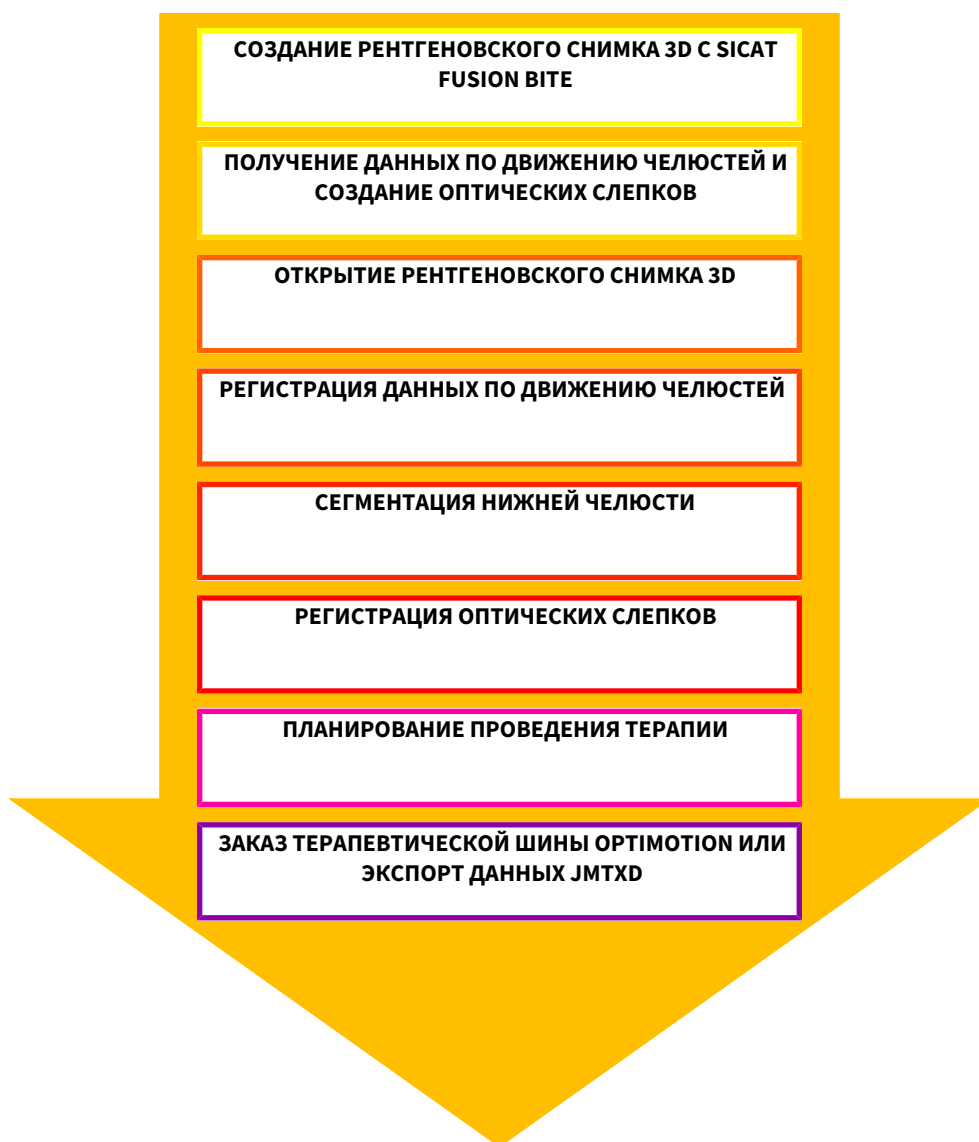 СОЗДАНИЕ РЕНТГЕНОВСКОГО СНИМКА 3D С SICAT
FUSION BITE
ПОЛУЧЕНИЕ ДАННЫХ ПО ДВИЖЕНИЮ ЧЕЛЮСТЕЙ И
СОЗДАНИЕ ОПТИЧЕСКИХ СЛЕПКОВ
ОТКРЫТИЕ РЕНТГЕНОВСКОГО СНИМКА 3D
РЕГИСТРАЦИЯ ДАННЫХ ПО ДВИЖЕНИЮ ЧЕЛЮСТЕЙ
СЕГМЕНТАЦИЯ НИЖНЕЙ ЧЕЛЮСТИ
РЕГИСТРАЦИЯ ОПТИЧЕСКИХ СЛЕПКОВ
ПЛАНИРОВАНИЕ ПРОВЕДЕНИЯ ТЕРАПИИ
ЗАКАЗ ТЕРАПЕВТИЧЕСКОЙ ШИНЫ OPTIMOTION ИЛИ
ЭКСПОРТ ДАННЫХ JMTXD